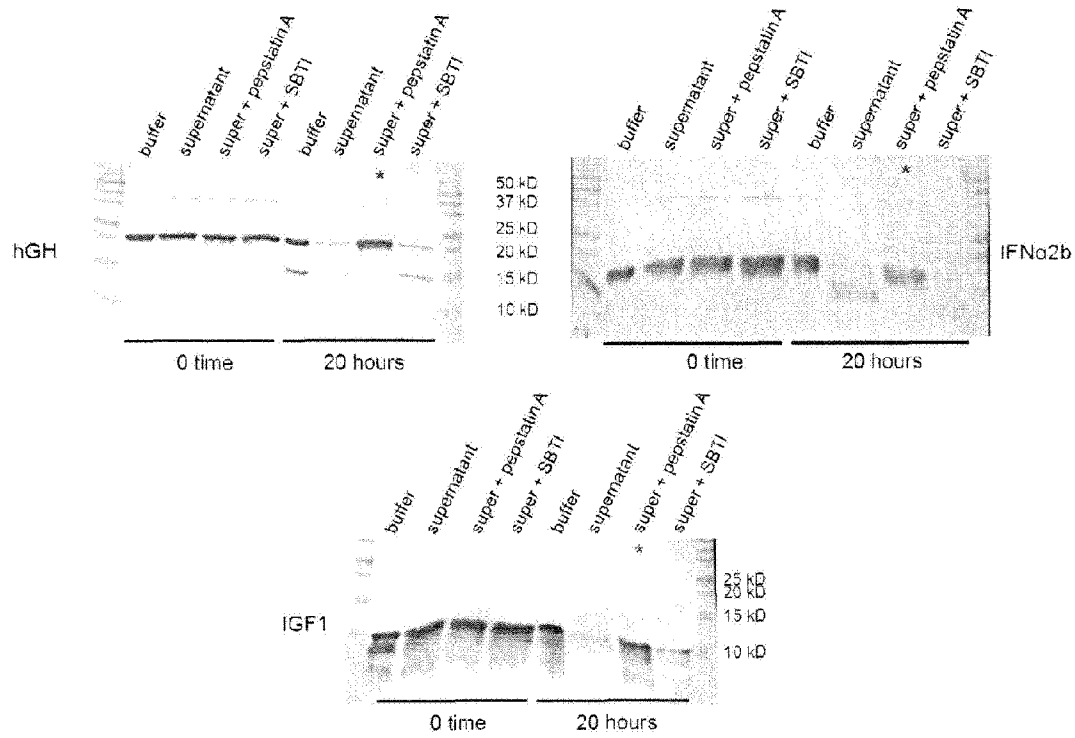 buffer
supernatant
super + pepstatin A
super + SBTI
buffer
supernatant
super + pepstatin A
super + SBTI
*
50 kD
37 kD
25 kD
20 kD
15 kD
10 kD
hGH
0 time
20 hours
buffer
supernatant
super + pepstatin A
super + SBTI
buffer
supernatant
super + pepstatin A
super + SBTI
*
IFNα2b
0 time
20 hours
buffer
supernatant
super + pepstatin A
super + SBTI
buffer
supernatant
super + pepstatin A
super + SBTI
*
25 kD
20 kD
15 kD
10 kD
IGF1
0 time
20 hours